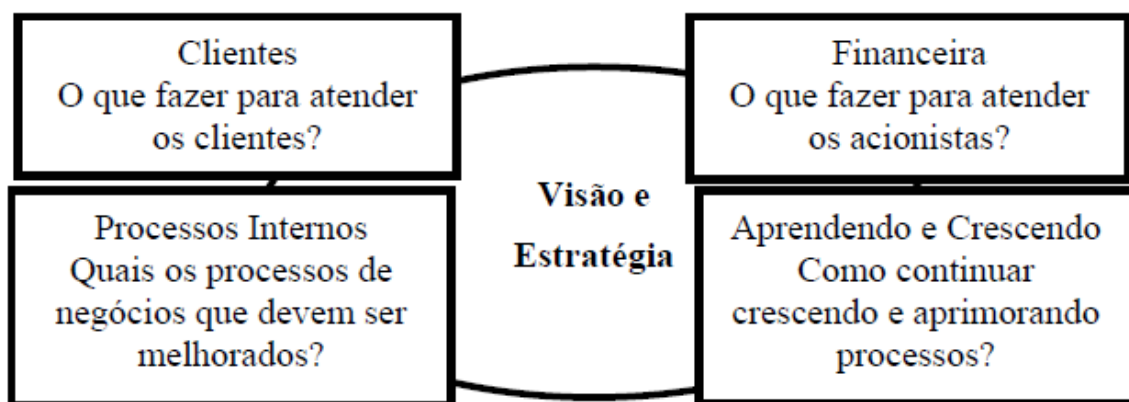 Clientes
O que fazer para atender
os clientes?
Financeira
O que fazer para atender
os acionistas?
Visão e
Estratégia
Processos Internos
Quais os processos de
negócios que devem ser
melhorados?
Aprendendo e Crescendo
Como continuar
crescendo e aprimorando
processos?